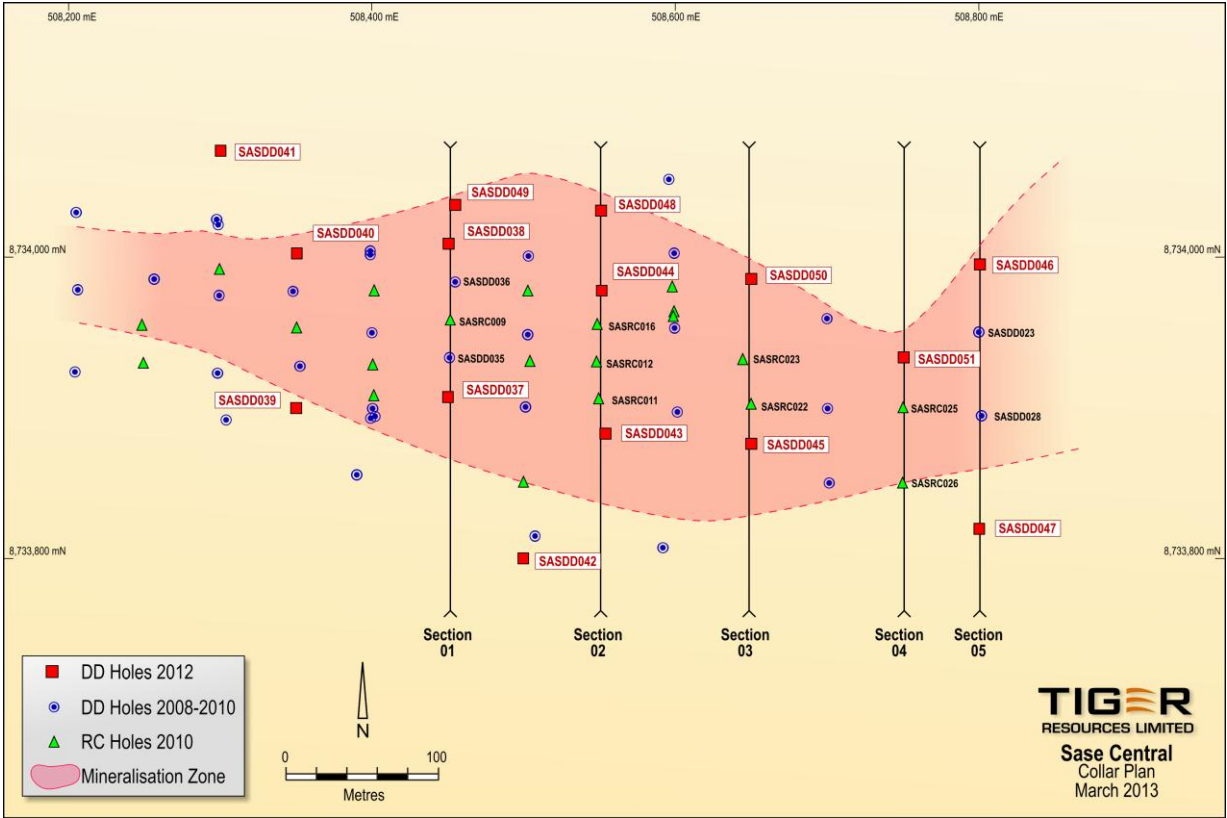 508,200 mE
508,400 mE
508,600 mE
508,800 mE
SASDD041
SASDD049
SASDD048
SASDD040
SASDD038
8,734,000 mN
8,734,000 mN
SASDD044
SASDD050
SASDD046
SASDD036
SASRC009
SASRC016
SASDD023
SASDD035
SASRC012
SASRC023
SASDD051
SASDD039
SASDD037
SASRC011
SASRC022
SASRC025
SASDD028
SASDD043
SASDD045
SASRC026
SASDD047
8,733,800 mN
SASDD042
8,733,800 mN
Section
01
Section
02
Section
03
Section
04
Section
05
DD Holes 2012
DD Holes 2008-2010
RC Holes 2010
Mineralisation Zone
N
0
100
Metres
TIGER
RESOURCES LIMITED
Sase Central
Collar Plan
March 2013